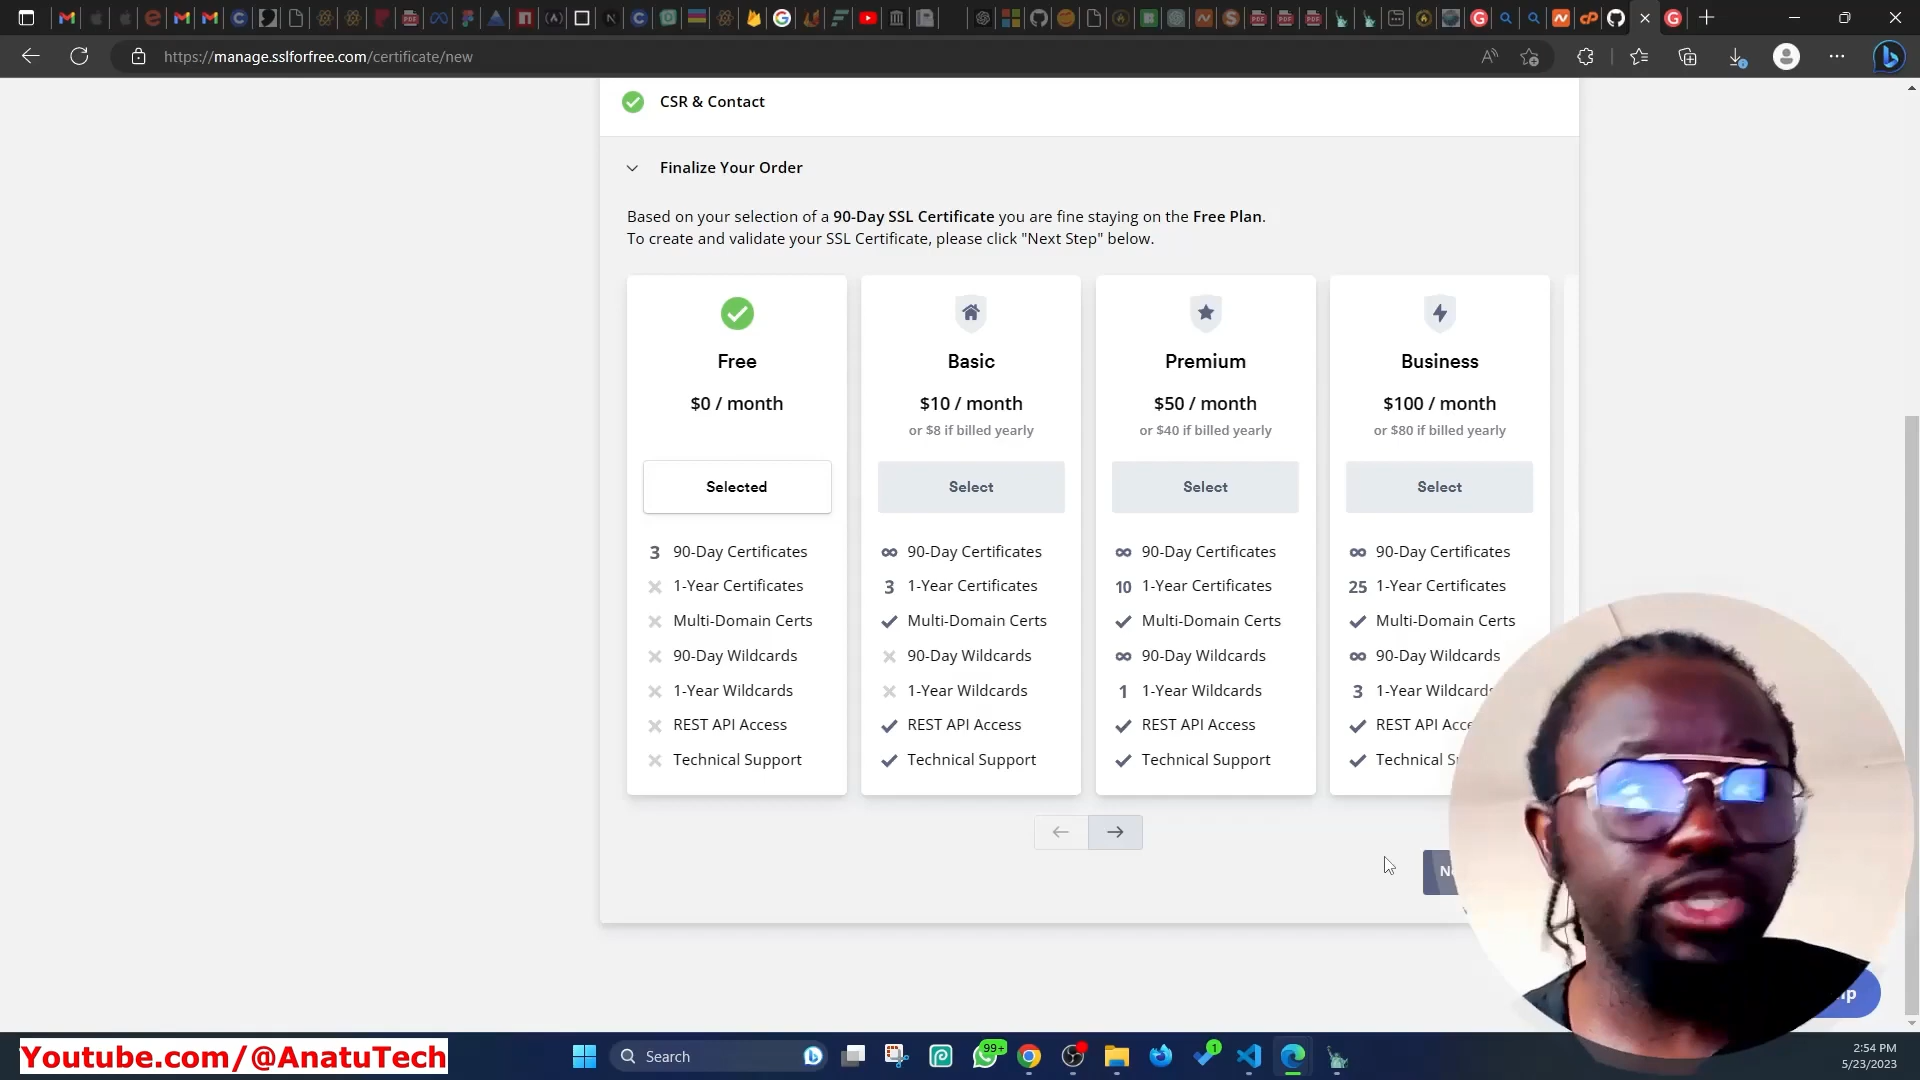 https://manage.sslforfree.com/certificate/new
CSR & Contact
Finalize Your Order
Based on your selection of a 90-Day SSL Certificate you are fine staying on the Free Plan.
To create and validate your SSL Certificate, please click "Next Step" below.
Free
$0 / month
Selected
3 90-Day Certificates
1-Year Certificates
Multi-Domain Certs
90-Day Wildcards
1-Year Wildcards
REST API Access
Technical Support
Basic
$10 / month
or $8 if billed yearly
Select
∞ 90-Day Certificates
3 1-Year Certificates
Multi-Domain Certs
90-Day Wildcards
1-Year Wildcards
REST API Access
Technical Support
Premium
$50 / month
or $40 if billed yearly
Select
∞ 90-Day Certificates
10 1-Year Certificates
Multi-Domain Certs
∞ 90-Day Wildcards
1 1-Year Wildcards
REST API Access
Technical Support
Business
$100 / month
or $80 if billed yearly
Select
∞ 90-Day Certificates
25 1-Year Certificates
Multi-Domain Certs
∞ 90-Day Wildcards
3 1-Year Wildcards
REST API
Technical
Youtube.com/@AnatuTech
Search
99+
1
2:54 PM
5/23/2023